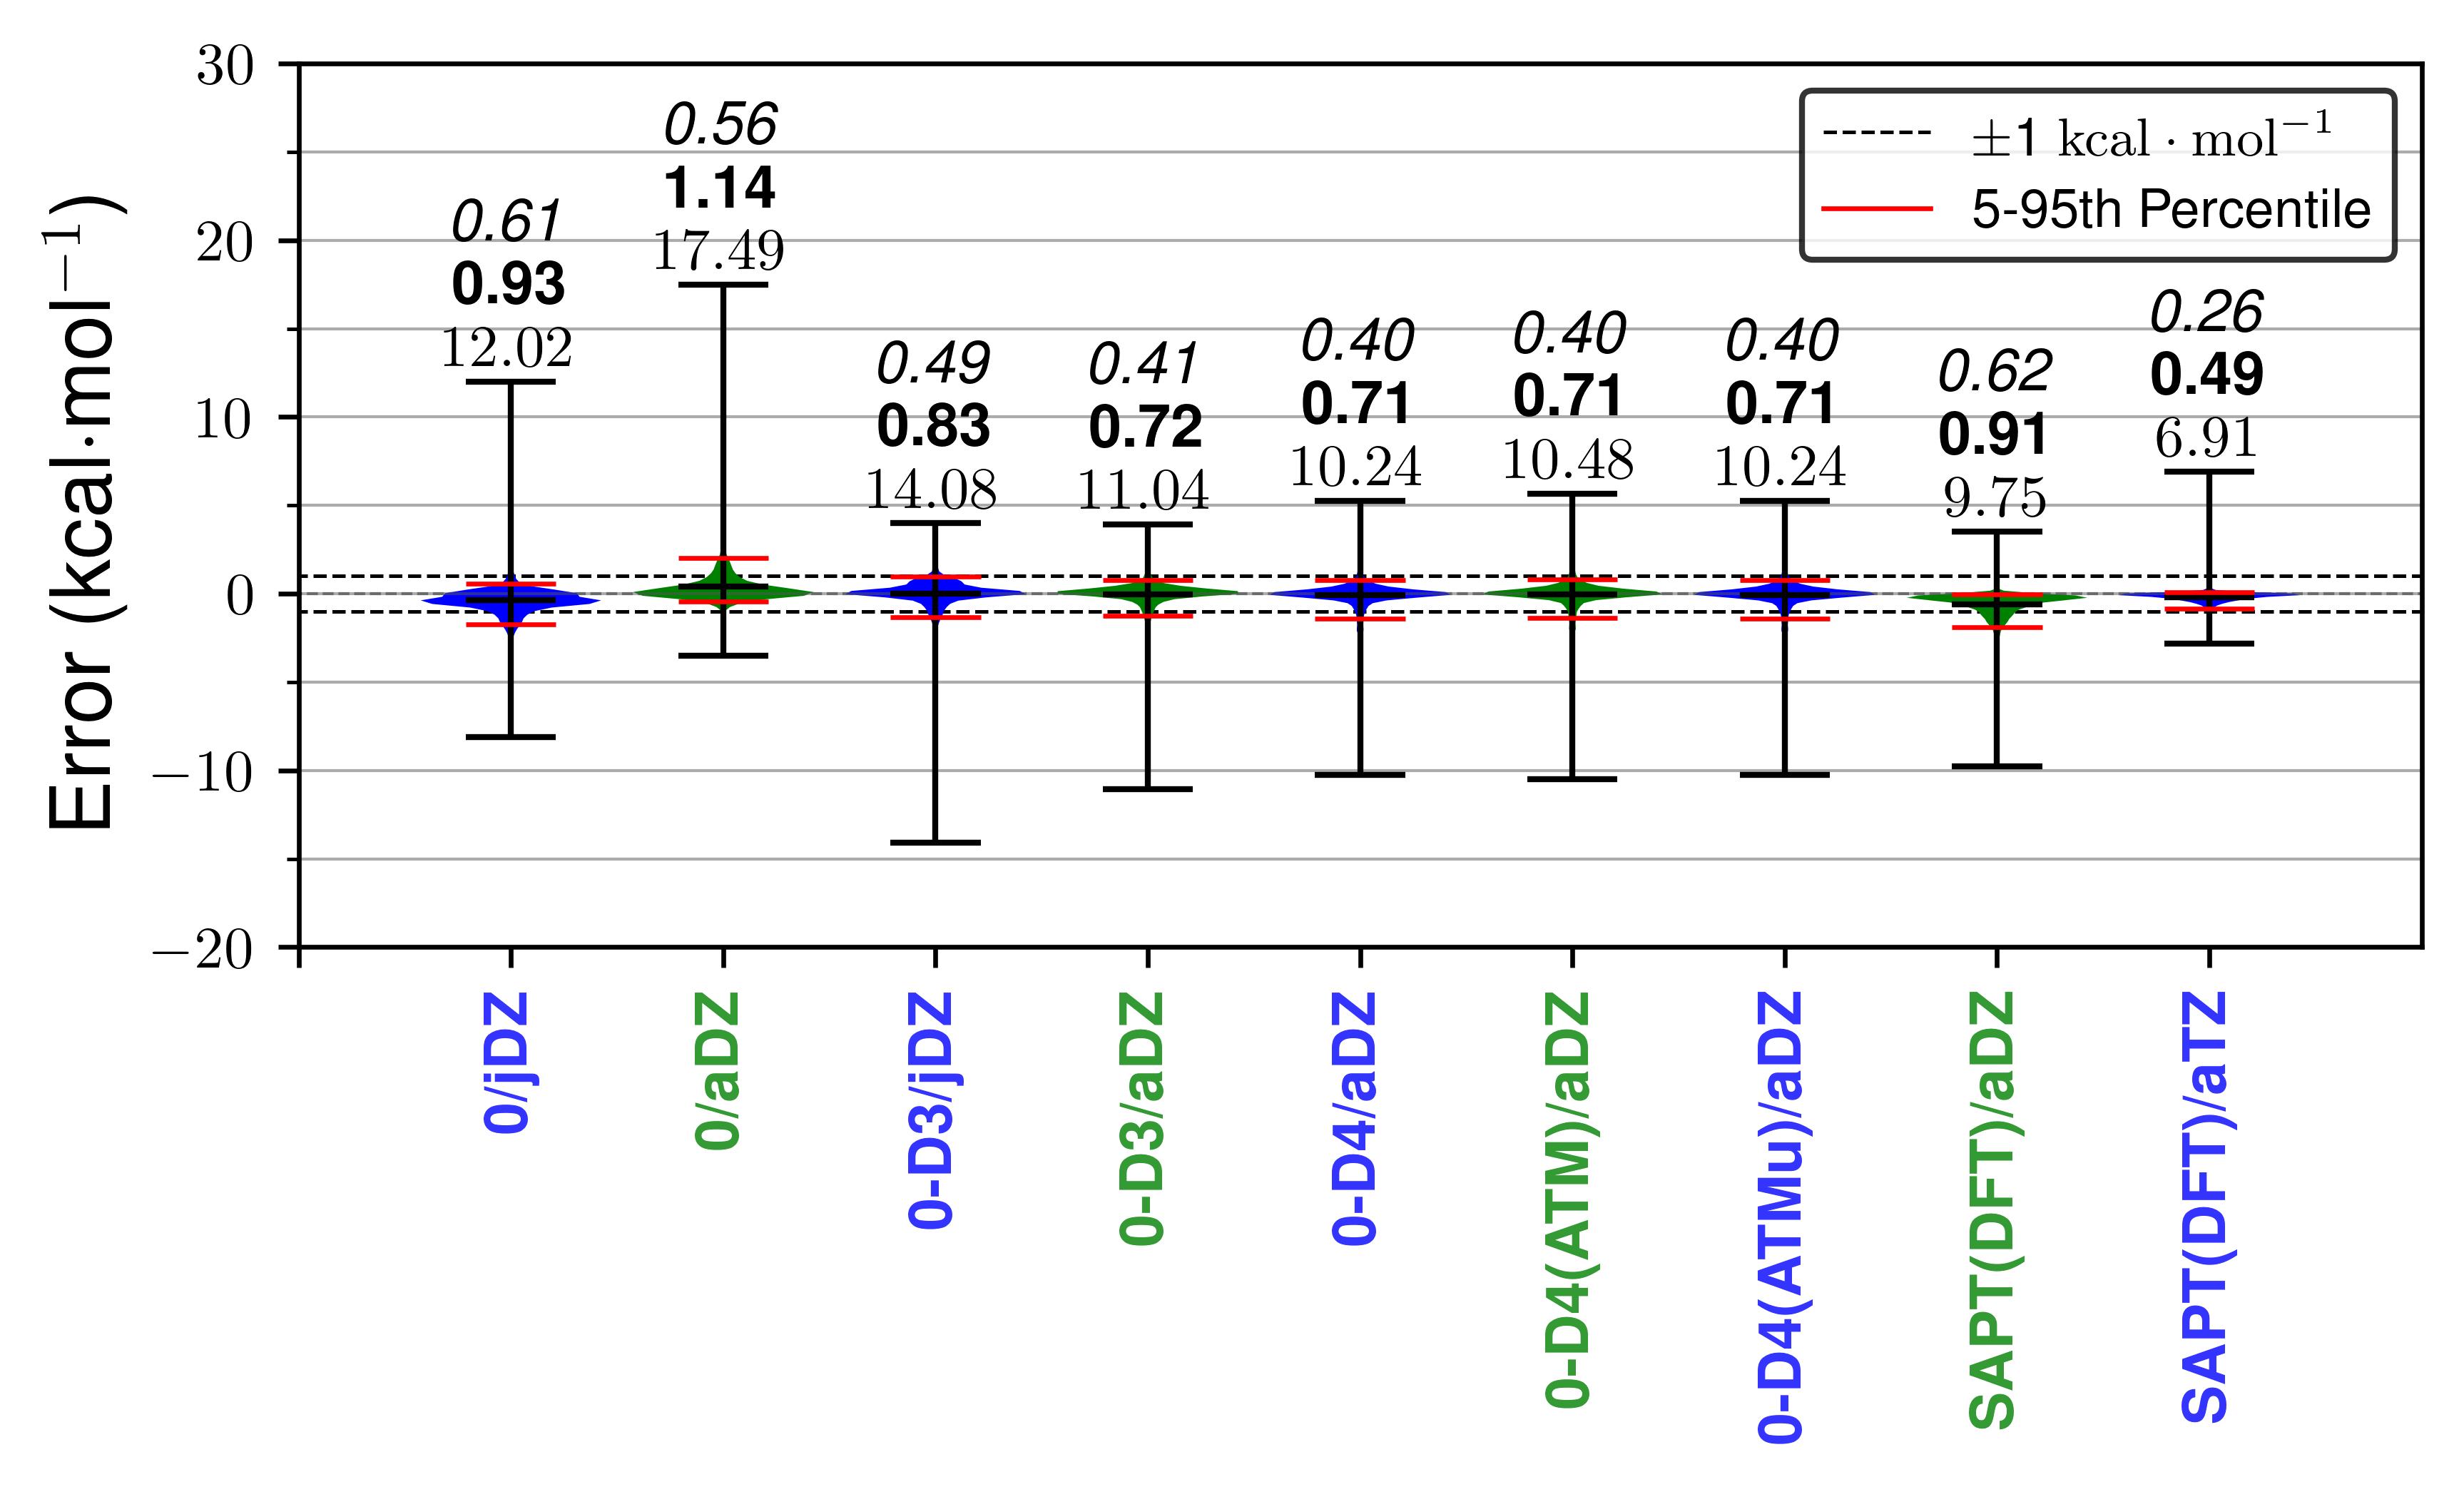 Error (kcal·mol⁻¹)
30
20
10
0
−10
−20
±1 kcal · mol⁻¹
5-95th Percentile
0.61
0.93
12.02
0.56
1.14
17.49
0.49
0.83
14.08
0.41
0.72
11.04
0.40
0.71
10.24
0.40
0.71
10.48
0.40
0.71
10.24
0.62
0.91
9.75
0.26
0.49
6.91
0/jDZ
0/aDZ
0-D3/jDZ
0-D3/aDZ
0-D4/aDZ
0-D4(ATM)/aDZ
0-D4(ATMu)/aDZ
SAPT(DFT)/aDZ
SAPT(DFT)/aTZ